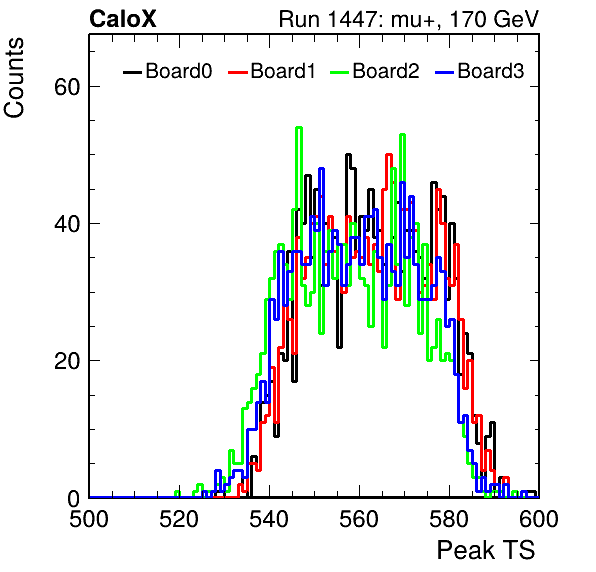 CaloX Run 1447: mu+, 170 GeV
Counts
Board0 Board1 Board2 Board3
60
40
20
0
500 520 540 560 580 600
Peak TS